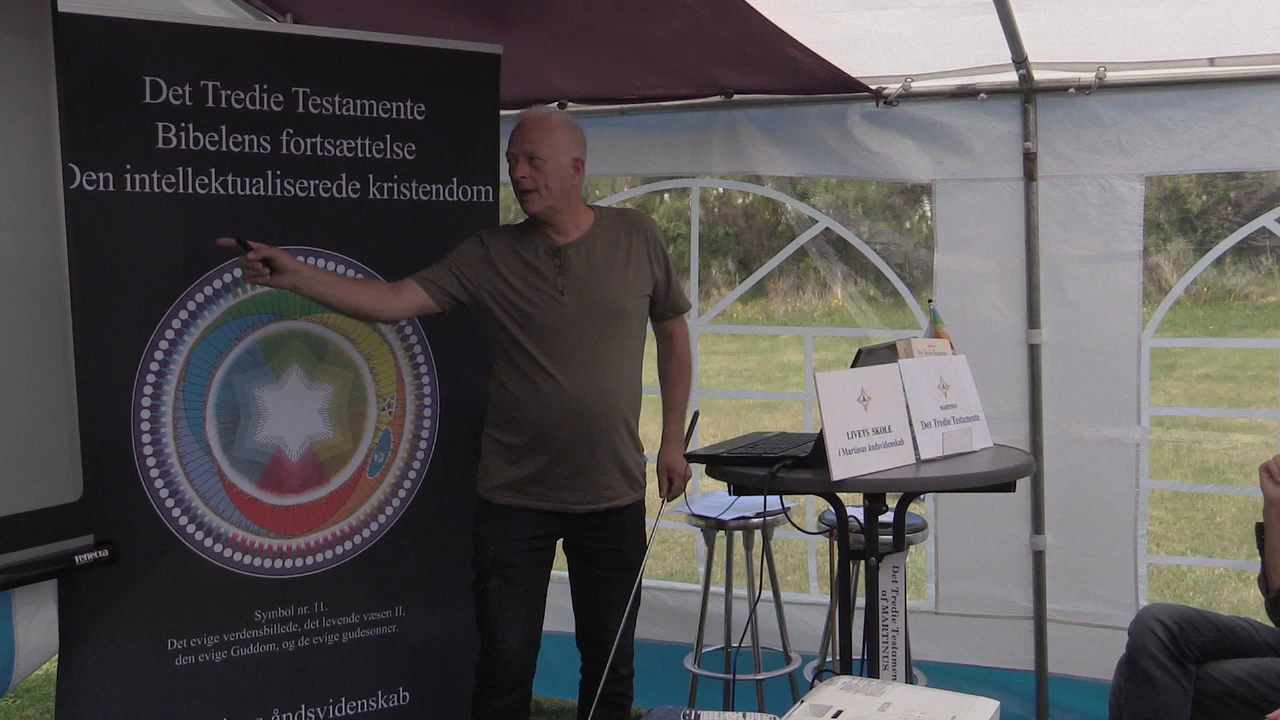 Det Tredie Testamente
Bibelens fortsættelse
Den intellektualiserede kristendom
Symbol nr. 11.
Det evige verdensbillede, det levende væsen II,
den evige Guddom, og de evige gudesønner.
åndsvidenskab
reflecta
LIVETS SKOLE
i Martinus åndsvidenskab
MARTINUS
Det Tredie Testamente
Det Tredie Testamente
af MARTINUS
EPSON